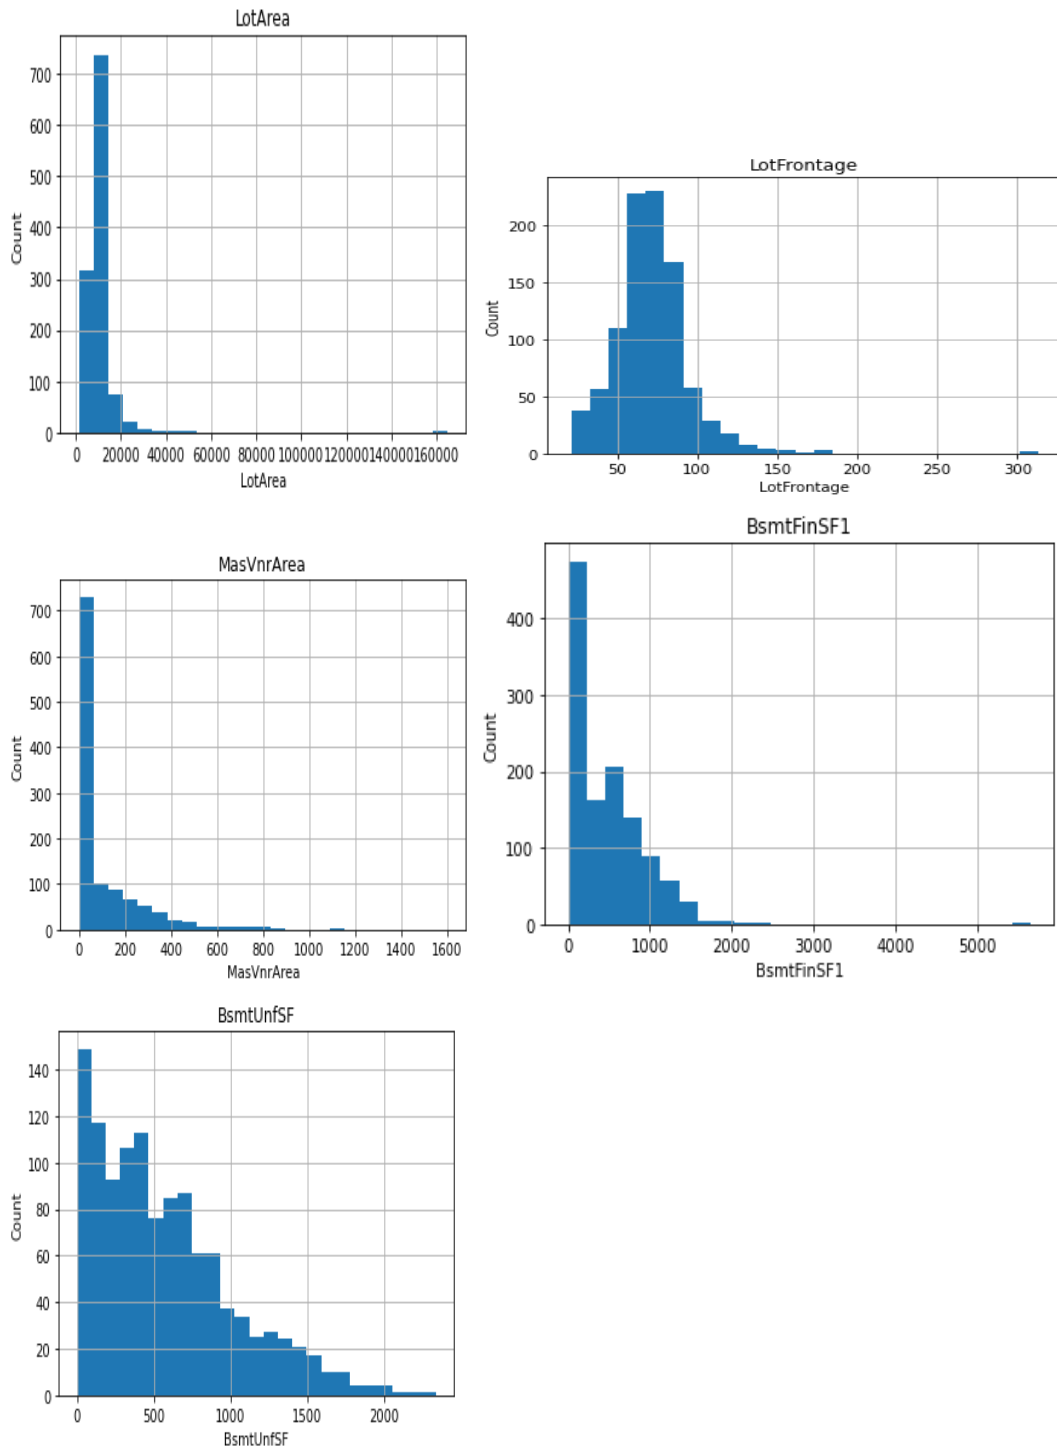 LotArea
700
600
500
400
300
200
100
0
Count
0 20000 40000 60000 80000 100000 120000 140000 160000
LotArea
LotFrontage
200
150
100
50
0
Count
50 100 150 200 250 300
LotFrontage
MasVnrArea
700
600
500
400
300
200
100
0
Count
0 200 400 600 800 1000 1200 1400 1600
MasVnrArea
BsmtFinSF1
400
300
200
100
0
Count
0 1000 2000 3000 4000 5000
BsmtFinSF1
BsmtUnfSF
140
120
100
80
60
40
20
0
Count
0 500 1000 1500 2000
BsmtUnfSF